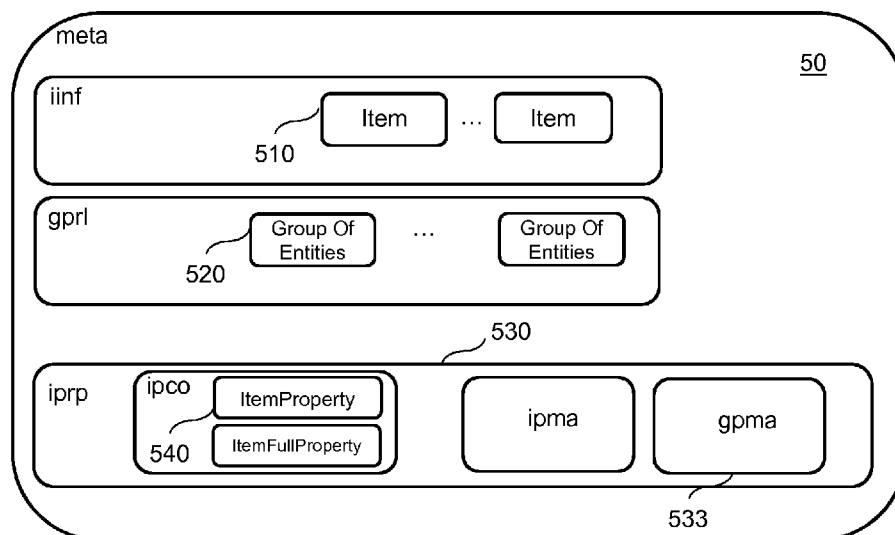 meta
50
iinf
Item ... Item
510
gprl
Group Of Entities ... Group Of Entities
520
530
iprp
ipco
ItemProperty
540
ItemFullProperty
ipma
gpma
533